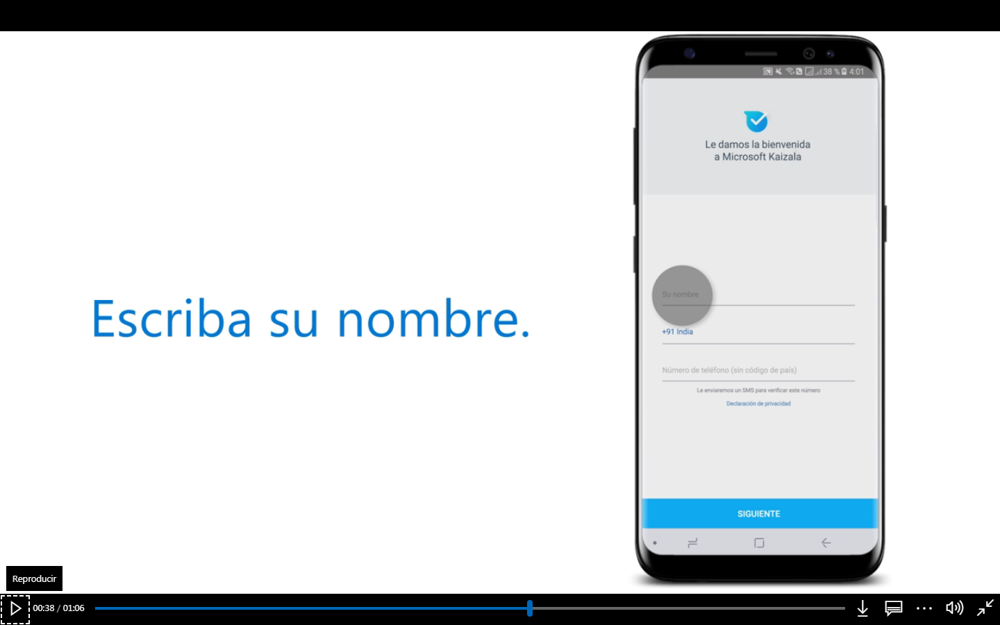 38 % 4:01
Le damos la bienvenida
a Microsoft Kaizala
Escriba su nombre.
Su nombre
+91 India
Número de teléfono (sin código de país)
Le enviaremos un SMS para verificar este número
Declaración de privacidad
SIGUIENTE
Reproducir
00:38 / 01:06